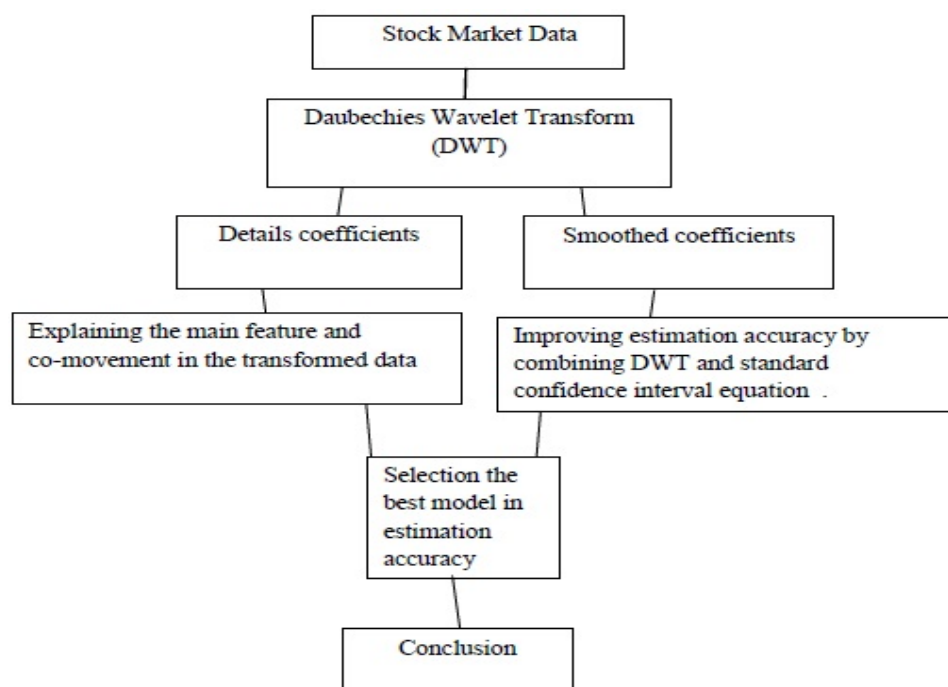 Stock Market Data
Daubechies Wavelet Transform
(DWT)
Details coefficients
Smoothed coefficients
Explaining the main feature and
co-movement in the transformed data
Improving estimation accuracy by
combining DWT and standard
confidence interval equation .
Selection the
best model in
estimation
accuracy
Conclusion